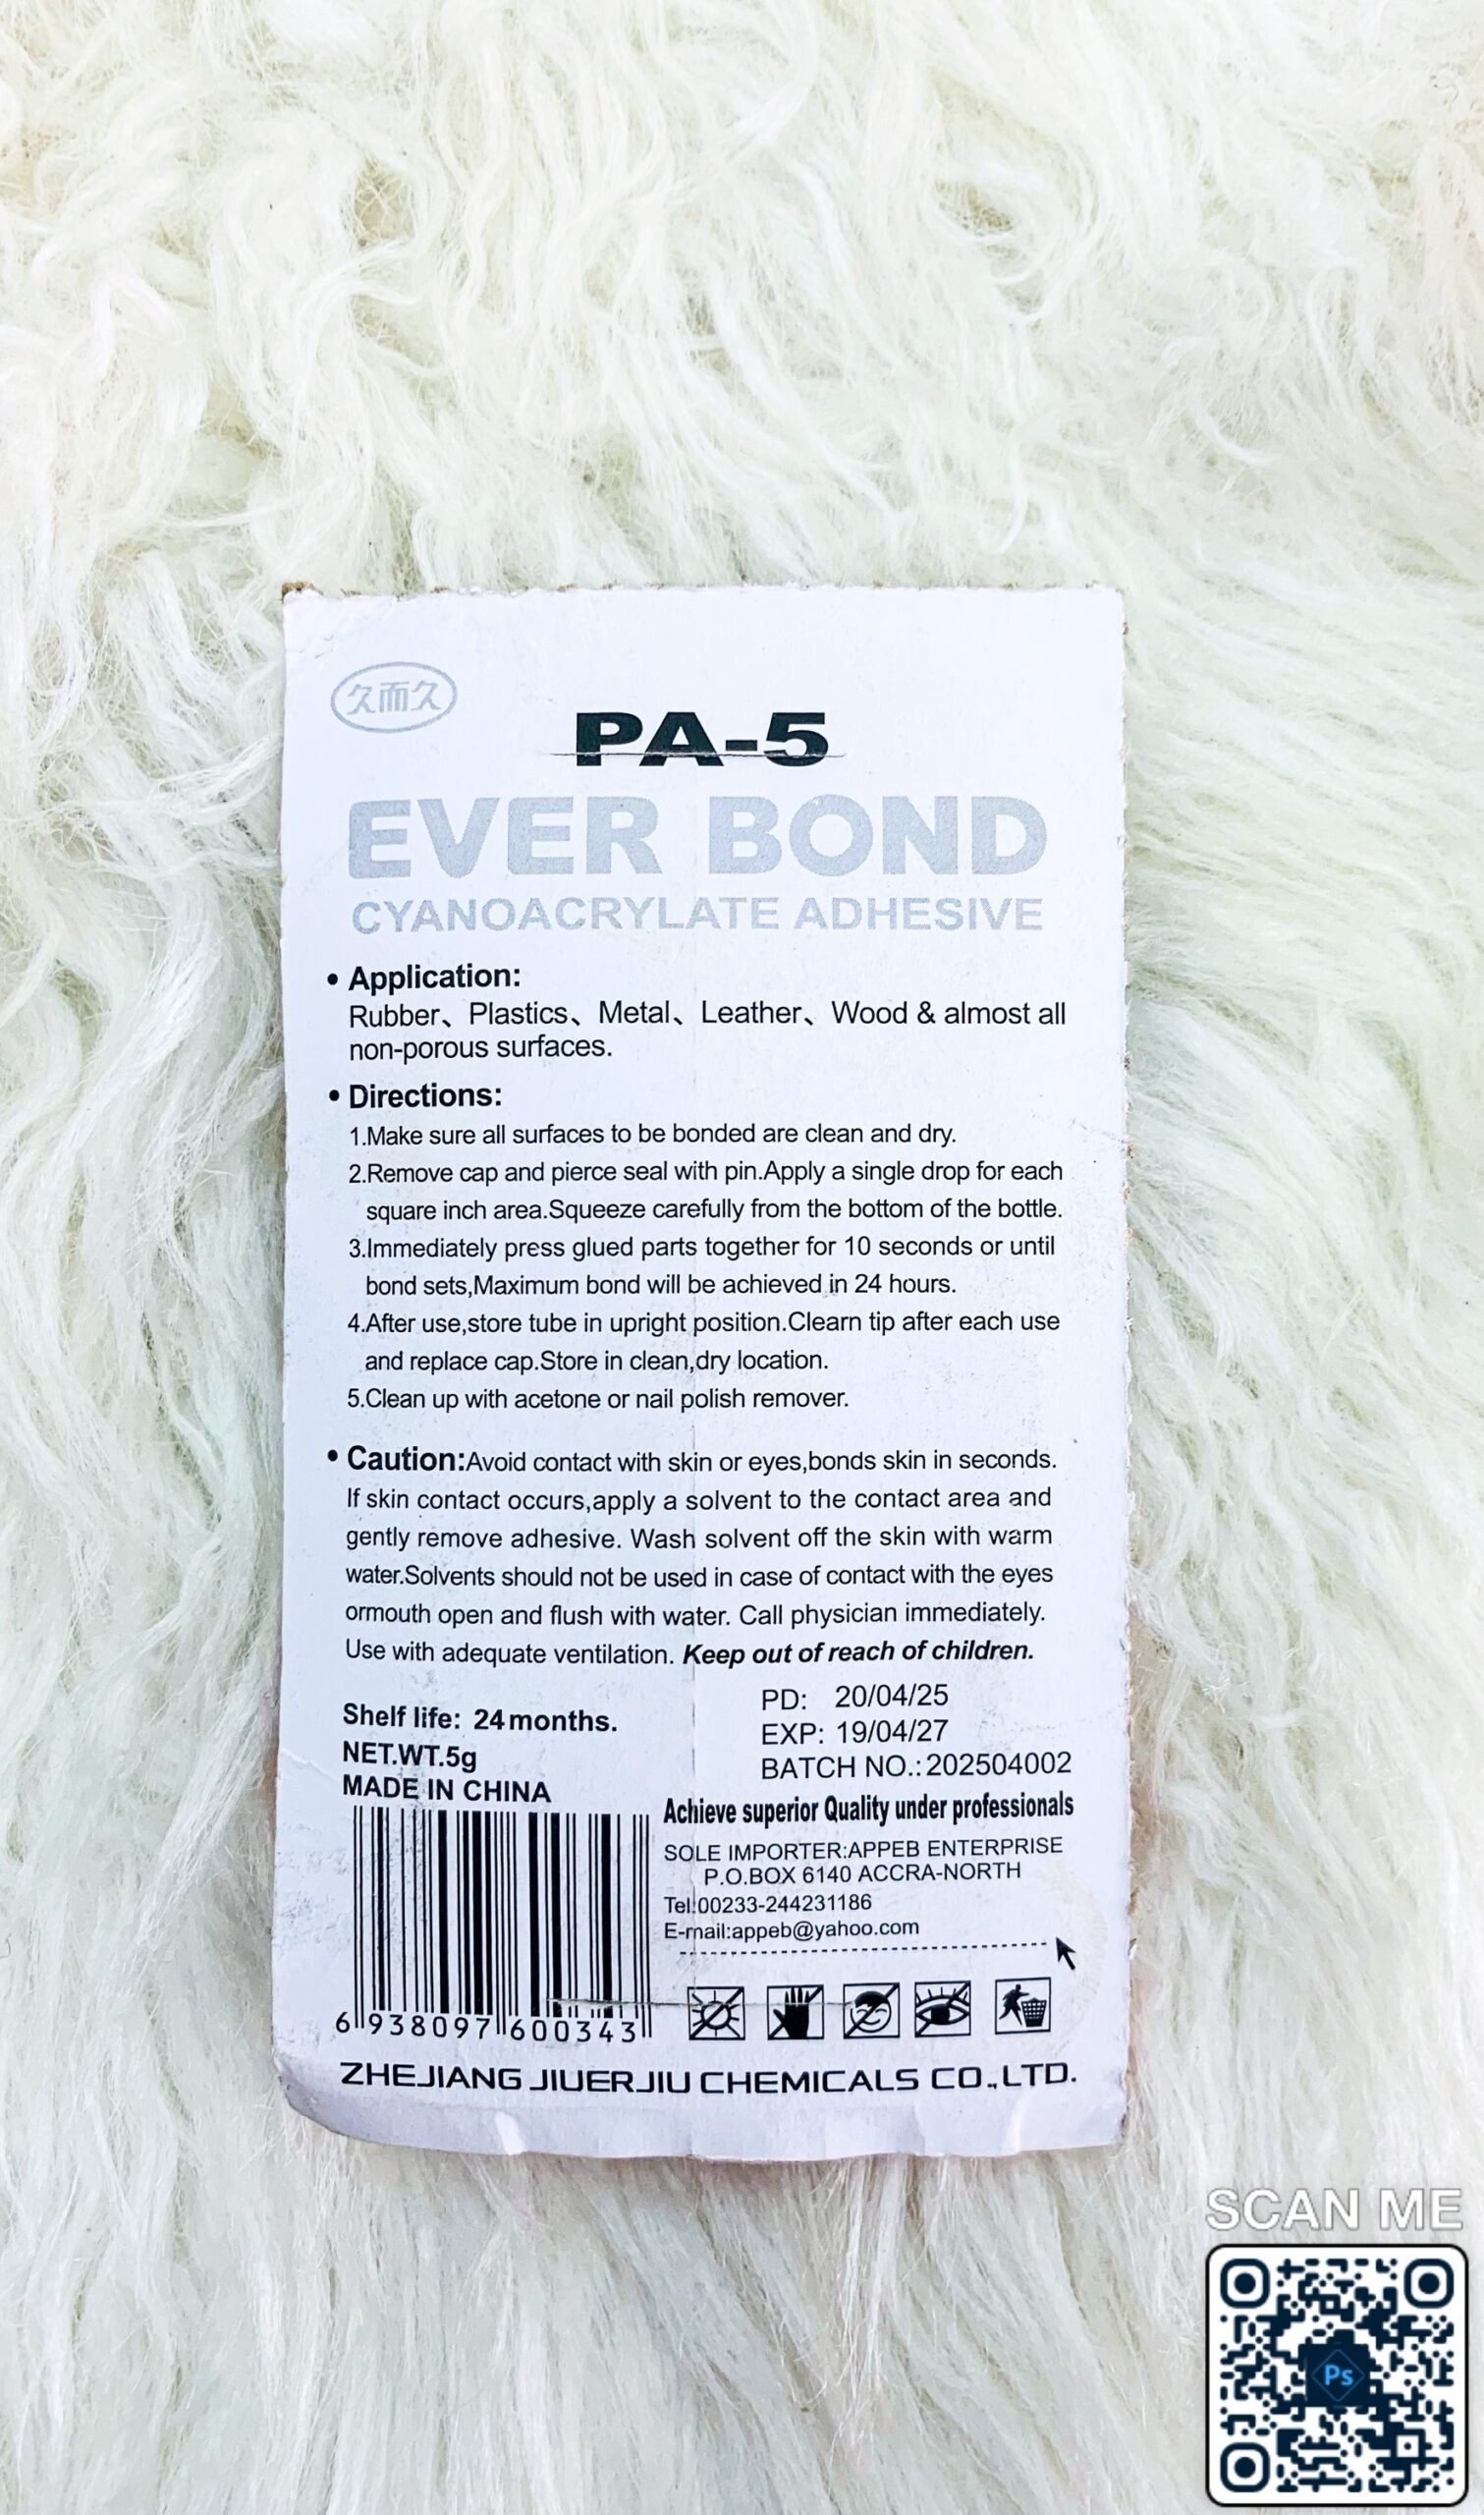 久而久
PA-5
EVER BOND
CYANOACRYLATE ADHESIVE
• Application:
Rubber、Plastics、Metal、Leather、Wood & almost all
non-porous surfaces.
• Directions:
1.Make sure all surfaces to be bonded are clean and dry.
2.Remove cap and pierce seal with pin.Apply a single drop for each
square inch area.Squeeze carefully from the bottom of the bottle.
3.Immediately press glued parts together for 10 seconds or until
bond sets,Maximum bond will be achieved in 24 hours.
4.After use,store tube in upright position.Clearn tip after each use
and replace cap.Store in clean,dry location.
5.Clean up with acetone or nail polish remover.
• Caution:Avoid contact with skin or eyes,bonds skin in seconds.
If skin contact occurs,apply a solvent to the contact area and
gently remove adhesive. Wash solvent off the skin with warm
water.Solvents should not be used in case of contact with the eyes
ormouth open and flush with water. Call physician immediately.
Use with adequate ventilation. Keep out of reach of children.
Shelf life: 24months.
NET.WT.5g
MADE IN CHINA
PD: 20/04/25
EXP: 19/04/27
BATCH NO.:202504002
Achieve superior Quality under professionals
SOLE IMPORTER:APPEB ENTERPRISE
P.O.BOX 6140 ACCRA-NORTH
Tel:00233-244231186
E-mail:appeb@yahoo.com
6 938097 600343
ZHEJIANG JIUERJIU CHEMICALS CO.,LTD.
SCAN ME
Ps